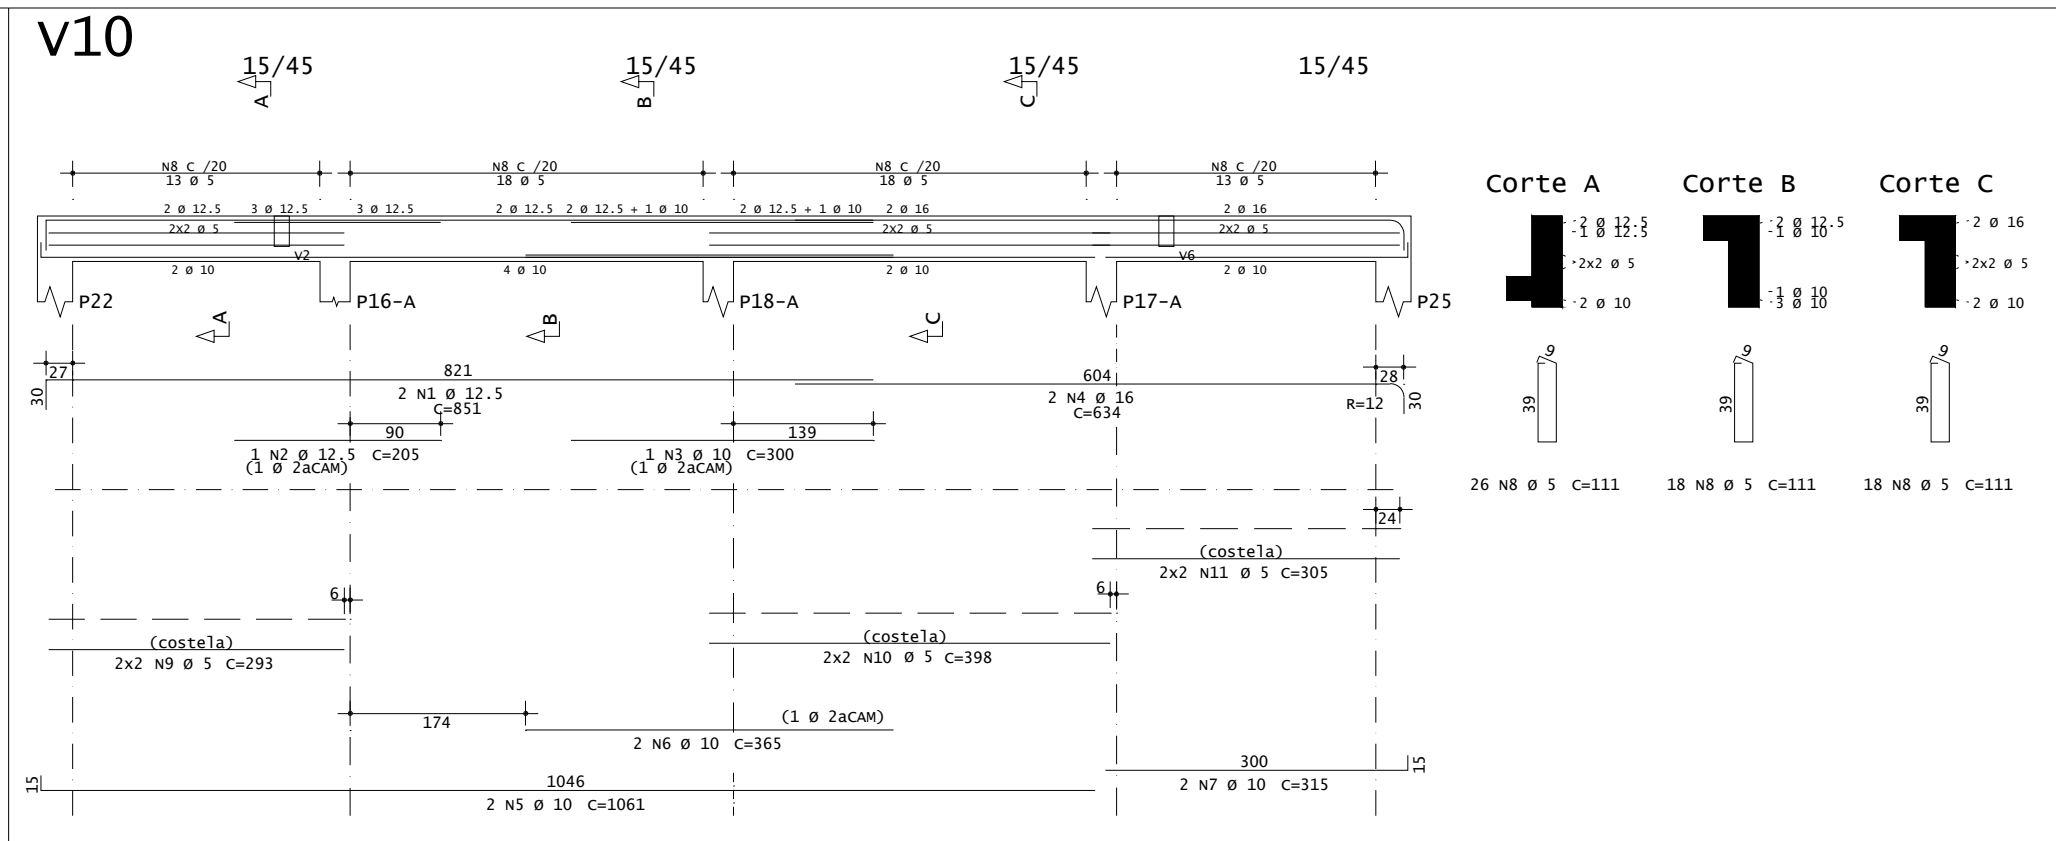 V10
15/45 15/45 15/45 15/45
A B C
N8 C /20 N8 C /20 N8 C /20 N8 C /20
13 Ø 5 18 Ø 5 18 Ø 5 13 Ø 5
Corte A Corte B Corte C
2 Ø 12.5 3 Ø 12.5 3 Ø 12.5 2 Ø 12.5 2 Ø 12.5 + 1 Ø 10 2 Ø 12.5 + 1 Ø 10 2 Ø 16 2 Ø 16
2x2 Ø 5 2x2 Ø 5 2x2 Ø 5
V2 V6
2 Ø 10 4 Ø 10 2 Ø 10 2 Ø 10
P22 P16-A P18-A P17-A P25
2 Ø 12.5 2 Ø 12.5 2 Ø 16
1 Ø 12.5 1 Ø 10
2x2 Ø 5 2x2 Ø 5
1 Ø 10
2 Ø 10 3 Ø 10 2 Ø 10
A B C
27 821 604 28
30 2 N1 Ø 12.5 2 N4 Ø 16 R=12 30
C=851 C=634
90 139
1 N2 Ø 12.5 C=205 1 N3 Ø 10 C=300
(1 Ø 2aCAM) (1 Ø 2aCAM)
9 9 9
39 39 39
26 N8 Ø 5 C=111 18 N8 Ø 5 C=111 18 N8 Ø 5 C=111
24
(costela)
2x2 N11 Ø 5 C=305
6 6
(costela) (costela)
2x2 N9 Ø 5 C=293 2x2 N10 Ø 5 C=398
174 (1 Ø 2aCAM)
2 N6 Ø 10 C=365
300 15
2 N7 Ø 10 C=315
15 1046
2 N5 Ø 10 C=1061